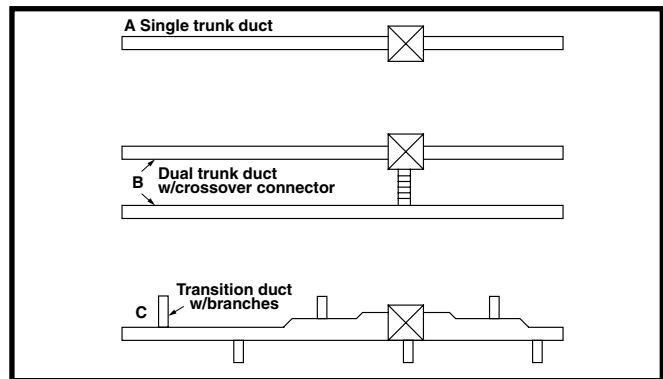 A Single trunk duct
B Dual trunk duct
w/crossover connector
C Transition duct
w/branches